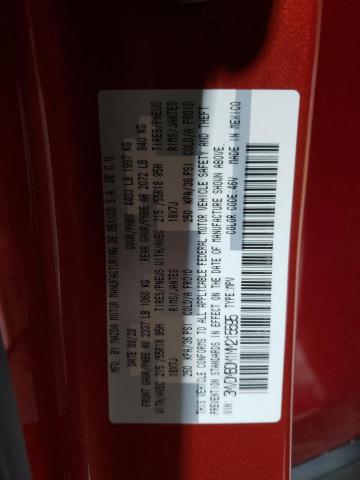 MFD. BY MAZDA MOTOR MANUFACTURING DE MEXICO S.A. DE C.V.
DATE 09/20 GVWR/PNBV 4403 LB 1997 KG
FRONT GAWR/PNBE AV 2337 LB 1060 KG REAR GAWR/PNBE AR 2072 LB 940 KG
WITH/AVEC 215/55R18 95H TIRES/PNEUS WITH/AVEC 215/55R18 95H TIRES/PNEUS
18X7J RIMS/JANTES 18X7J RIMS/JANTES
250 KPA/36 PSI COLD/A FROID 250 KPA/36 PSI COLD/A FROID
THIS VEHICLE CONFORMS TO ALL APPLICABLE FEDERAL MOTOR VEHICLE SAFETY AND THEFT
PREVENTION STANDARDS IN EFFECT ON THE DATE OF MANUFACTURE SHOWN ABOVE.
VIN: TYPE:MPV COLOR CODE:46V MADE IN MEXICO